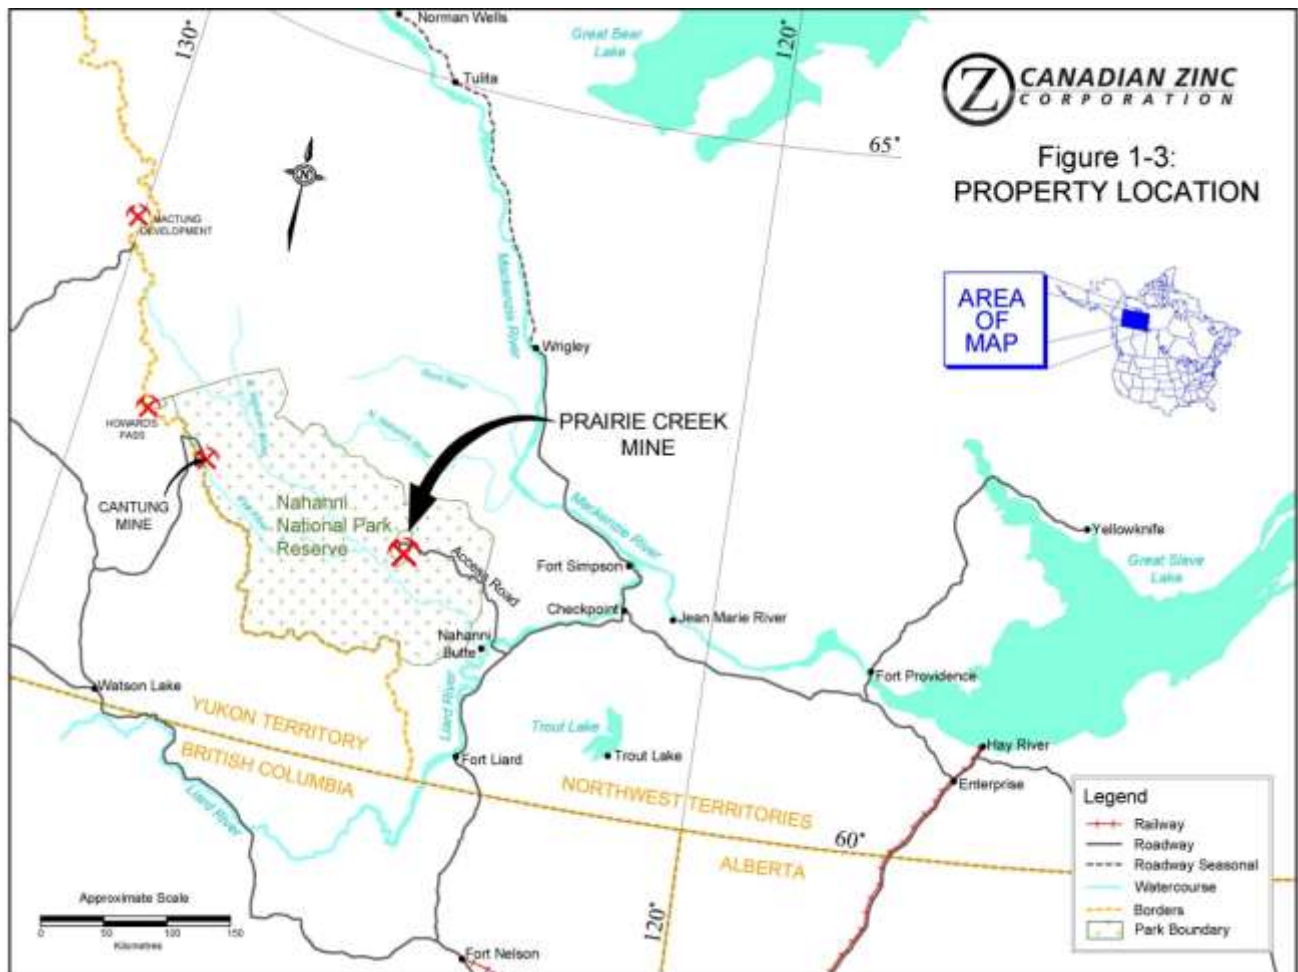 Norman Wells
Great Bear
Lake
130°
120°
Tulita
65°
Z
CANADIAN ZINC
CORPORATION
Figure 1-3:
PROPERTY LOCATION
N
MACTUNG
DEVELOPMENT
Mackenzie River
AREA
OF
MAP
Wrigley
HOWARDS
PASS
PRAIRIE CREEK
MINE
CANTUNG
MINE
Nahanni
National Park
Reserve
Mackenzie River
Access Road
Yellowknife
Great Slave
Lake
Fort Simpson
Checkpoint
Jean Marie River
Nahanni
Butte
Fort Providence
Watson Lake
Liard River
YUKON TERRITORY
BRITISH COLUMBIA
Trout Lake
Trout Lake
Fort Liard
Hay River
Enterprise
NORTHWEST TERRITORIES
ALBERTA
60°
Liard River
120°
Fort Nelson
Approximate Scale
0 50 100 150
Kilometres
Legend
Railway
Roadway
Roadway Seasonal
Watercourse
Borders
Park Boundary